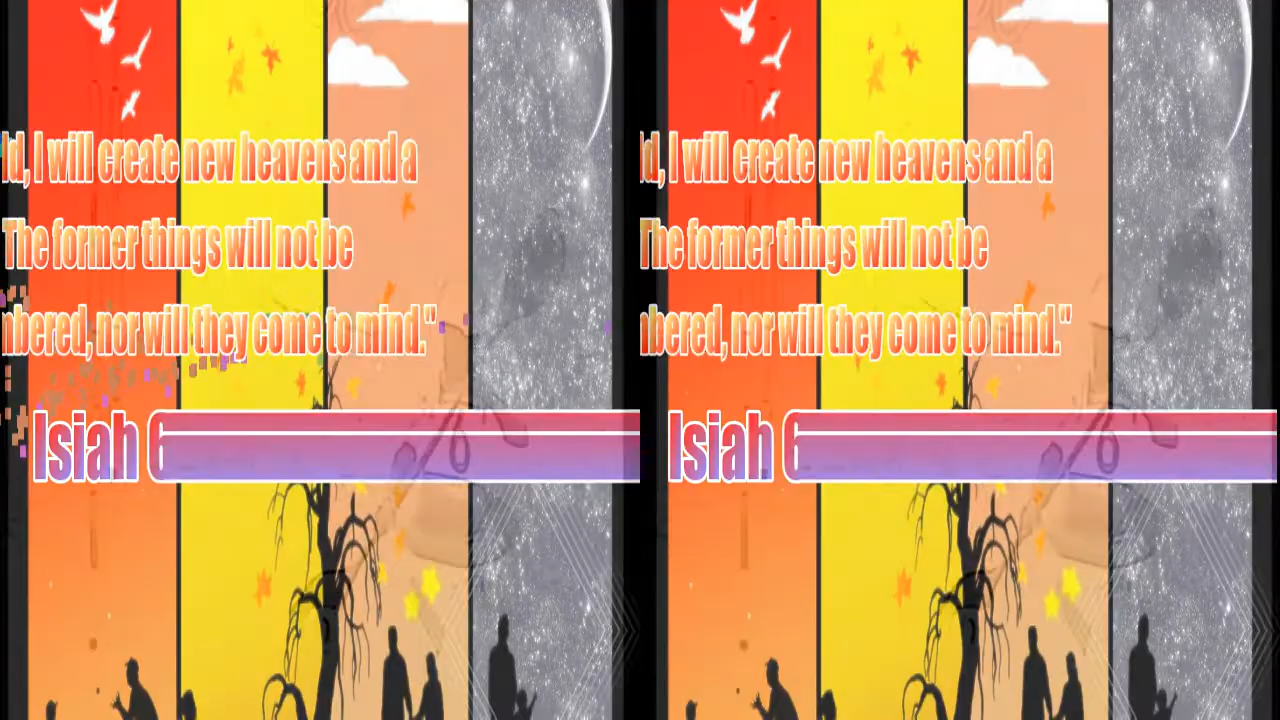 ld, I will create new heavens and a
The former things will not be
nbered, nor will they come to mind."
Isiah 6
ld, I will create new heavens and a
The former things will not be
bered, nor will they come to mind."
Isiah 6